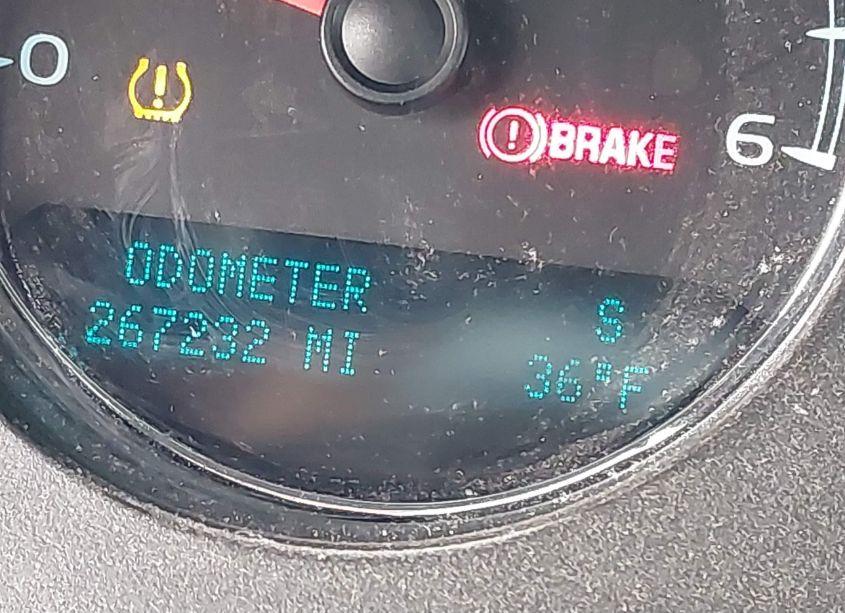 0
BRAKE
6
ODOMETER
S
267232 MI
36°F